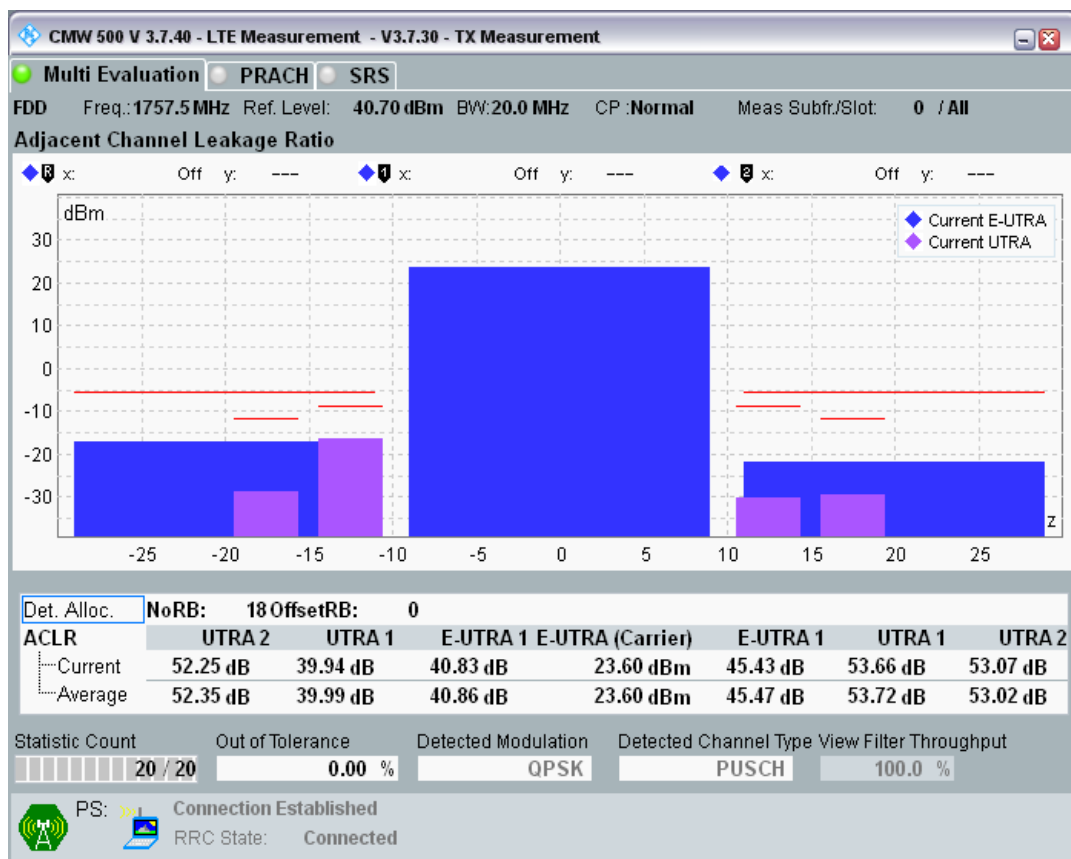 CMW 500 V 3.7.40 - LTE Measurement - V3.7.30 - TX Measurement
Multi Evaluation PRACH SRS
FDD Freq.: 1757.5 MHz Ref. Level: 40.70 dBm BW: 20.0 MHz CP : Normal Meas Subfr./Slot: 0 / All
Adjacent Channel Leakage Ratio
R x: Off y: --- 1 x: Off y: --- 2 x: Off y: ---
dBm
Current E-UTRA
Current UTRA
30
20
10
0
-10
-20
-30
z
-25 -20 -15 -10 -5 0 5 10 15 20 25
Det. Alloc. NoRB: 18 OffsetRB: 0
ACLR UTRA 2 UTRA 1 E-UTRA 1 E-UTRA (Carrier) E-UTRA 1 UTRA 1 UTRA 2
Current 52.25 dB 39.94 dB 40.83 dB 23.60 dBm 45.43 dB 53.66 dB 53.07 dB
Average 52.35 dB 39.99 dB 40.86 dB 23.60 dBm 45.47 dB 53.72 dB 53.02 dB
Statistic Count Out of Tolerance Detected Modulation Detected Channel Type View Filter Throughput
20 / 20 0.00 % QPSK PUSCH 100.0 %
PS: Connection Established
RRC State: Connected